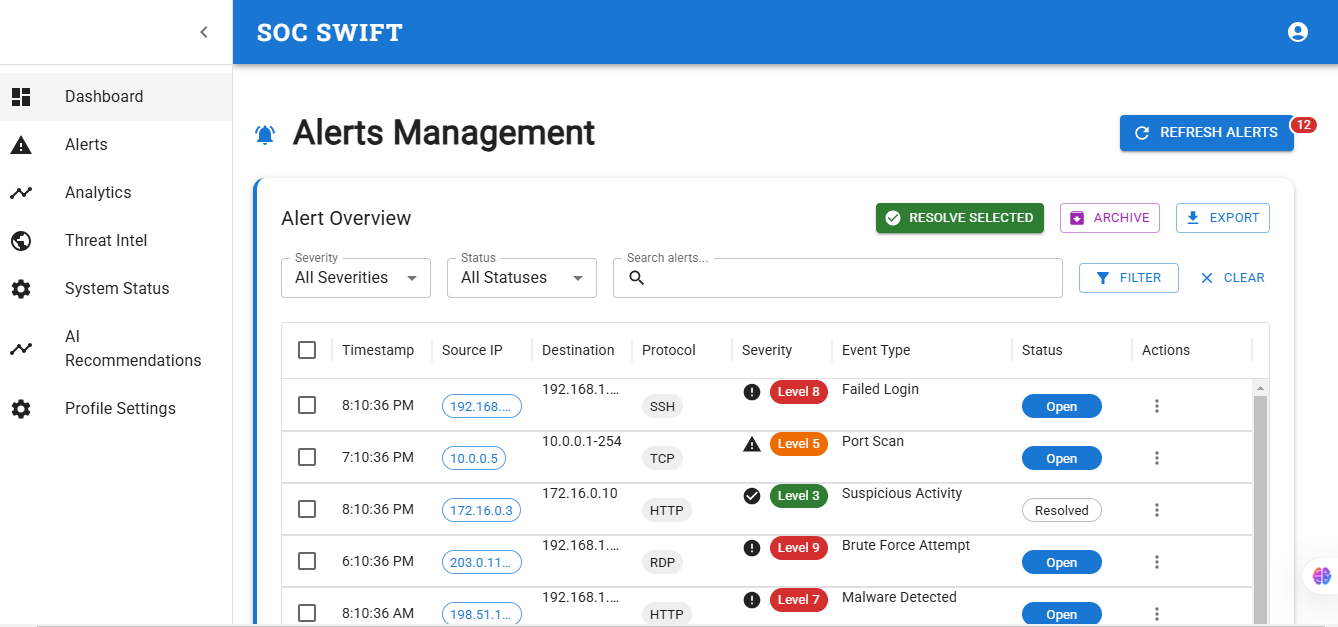 SOC SWIFT
Dashboard
Alerts
Analytics
Threat Intel
System Status
AI
Recommendations
Profile Settings
Alerts Management
REFRESH ALERTS 12
Alert Overview
RESOLVE SELECTED ARCHIVE EXPORT
Severity Status Search alerts...
All Severities All Statuses FILTER CLEAR
Timestamp Source IP Destination Protocol Severity Event Type Status Actions
8:10:36 PM 192.168.... 192.168.1.... SSH Level 8 Failed Login Open
7:10:36 PM 10.0.0.5 10.0.0.1-254 TCP Level 5 Port Scan Open
8:10:36 PM 172.16.0.3 172.16.0.10 HTTP Level 3 Suspicious Activity Resolved
6:10:36 PM 203.0.11... 192.168.1.... RDP Level 9 Brute Force Attempt Open
8:10:36 AM 198.51.1... 192.168.1.... HTTP Level 7 Malware Detected Open